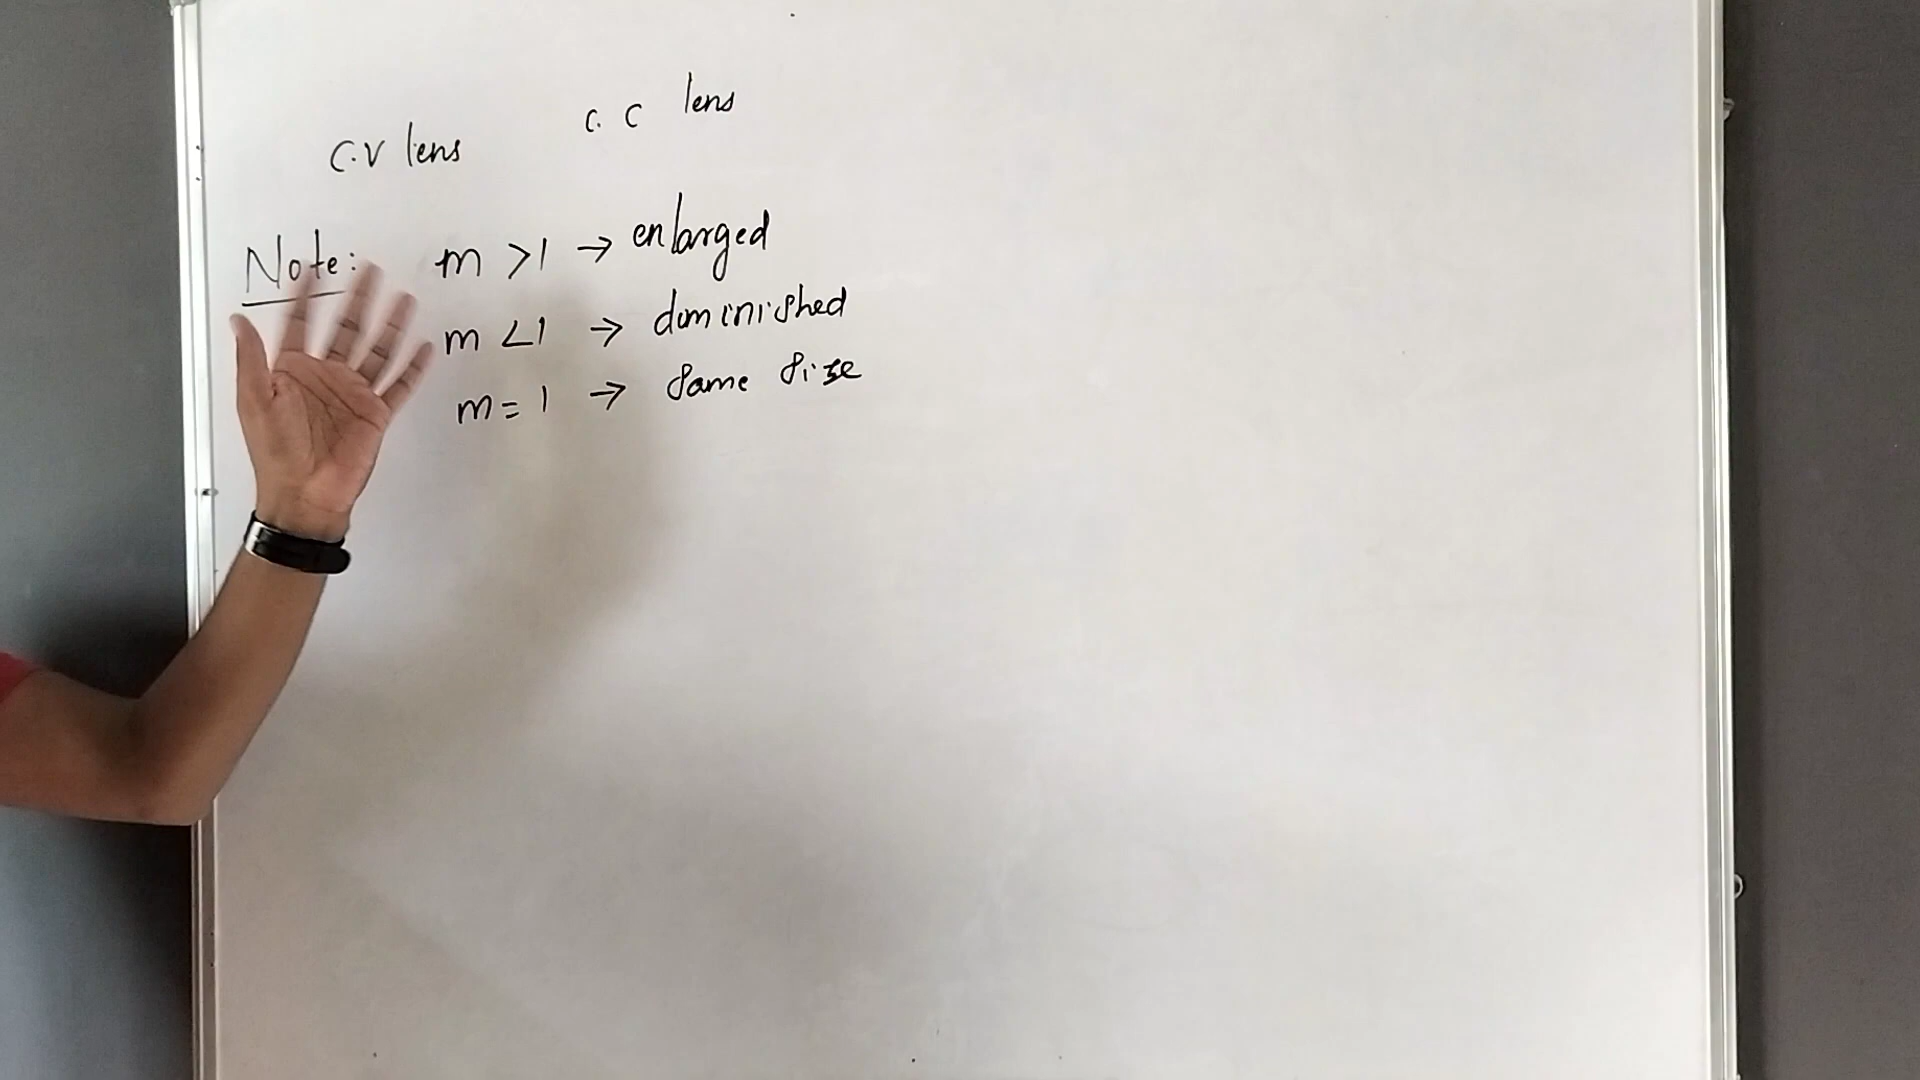 C.V lens
C. C lens
Note: m >1 → enlarged
m <1 → diminished
m = 1 → same size